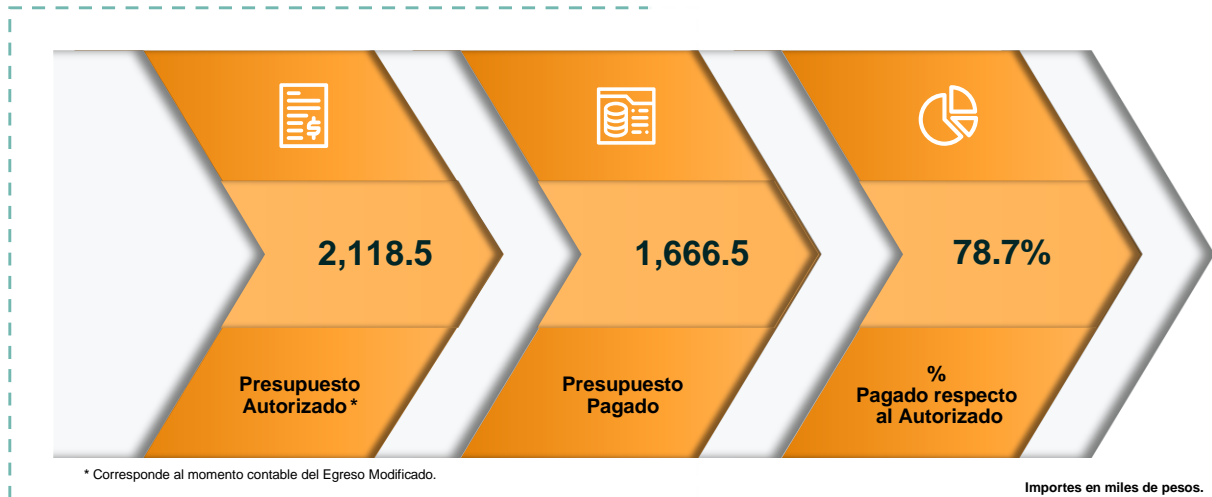 2,118.5
1,666.5
78.7%
Presupuesto
Autorizado *
Presupuesto
Pagado
%
Pagado respecto
al Autorizado
* Corresponde al momento contable del Egreso Modificado.
Importes en miles de pesos.